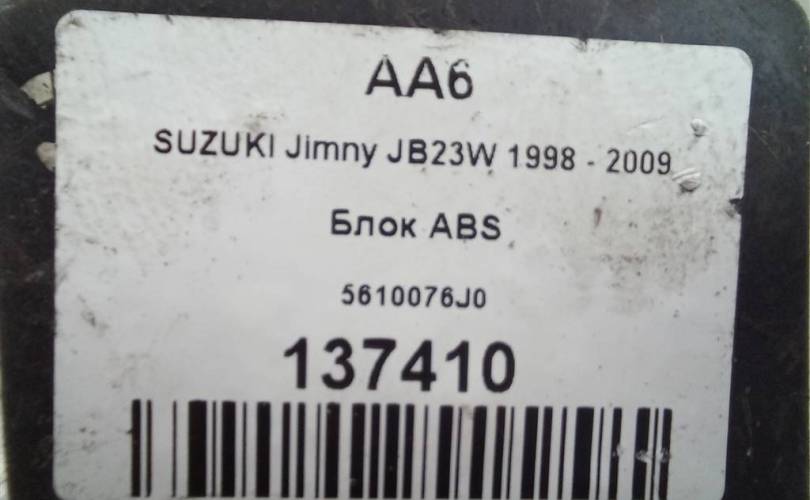 AA6
SUZUKI Jimny JB23W 1998 - 2009
Блок ABS
5610076J0
137410